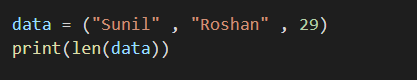 data = ("Sunil" , "Roshan" , 29)
print(len(data))